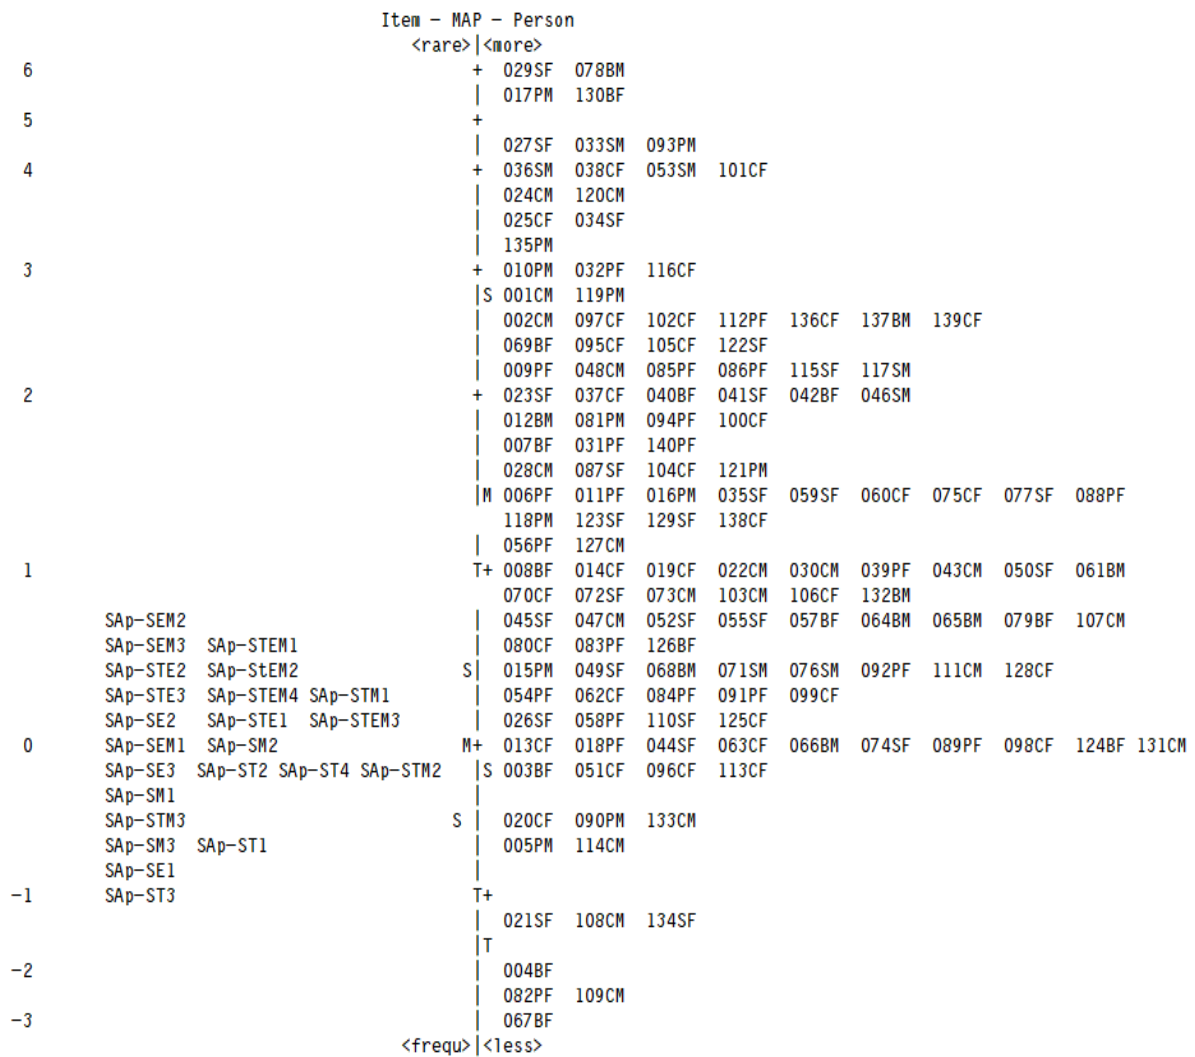 Item - MAP - Person
<rare>|<more>
6 + 029SF 078BM
| 017PM 130BF
5 +
| 027SF 033SM 093PM
4 + 036SM 038CF 053SM 101CF
| 024CM 120CM
| 025CF 034SF
| 135PM
3 + 010PM 032PF 116CF
|S 001CM 119PM
| 002CM 097CF 102CF 112PF 136CF 137BM 139CF
| 069BF 095CF 105CF 122SF
| 009PF 048CM 085PF 086PF 115SF 117SM
2 + 023SF 037CF 040BF 041SF 042BF 046SM
| 012BM 081PM 094PF 100CF
| 007BF 031PF 140PF
| 028CM 087SF 104CF 121PM
|M 006PF 011PF 016PM 035SF 059SF 060CF 075CF 077SF 088PF
118PM 123SF 129SF 138CF
| 056PF 127CM
1 T+ 008BF 014CF 019CF 022CM 030CM 039PF 043CM 050SF 061BM
070CF 072SF 073CM 103CM 106CF 132BM
SAp-SEM2 | 045SF 047CM 052SF 055SF 057BF 064BM 065BM 079BF 107CM
SAp-SEM3 SAp-STEM1 | 080CF 083PF 126BF
SAp-STE2 SAp-StEM2 S| 015PM 049SF 068BM 071SM 076SM 092PF 111CM 128CF
SAp-STE3 SAp-STEM4 SAp-STM1 | 054PF 062CF 084PF 091PF 099CF
SAp-SE2 SAp-STE1 SAp-STEM3 | 026SF 058PF 110SF 125CF
0 SAp-SEM1 SAp-SM2 M+ 013CF 018PF 044SF 063CF 066BM 074SF 089PF 098CF 124BF 131CM
SAp-SE3 SAp-ST2 SAp-ST4 SAp-STM2 |S 003BF 051CF 096CF 113CF
SAp-SM1 |
SAp-STM3 S | 020CF 090PM 133CM
SAp-SM3 SAp-ST1 | 005PM 114CM
SAp-SE1 |
-1 SAp-ST3 T+
| 021SF 108CM 134SF
|T
-2 | 004BF
| 082PF 109CM
-3 | 067BF
<frequ>|<less>